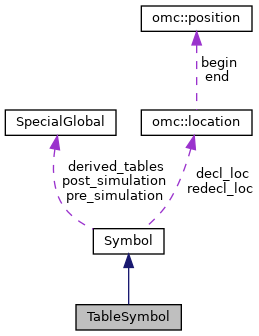 omc::position
begin
end
SpecialGlobal
omc::location
derived_tables
post_simulation
pre_simulation
decl_loc
redecl_loc
Symbol
TableSymbol